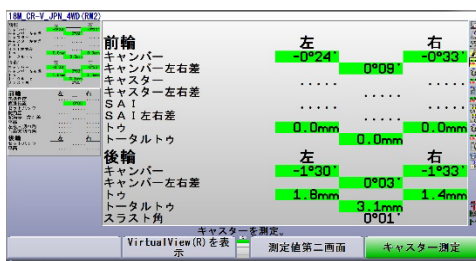 18M_CR-V_JPN_4WD(RW2)
前輪 左 右
キャンバー -0°24' -0°33'
キャンバー左右差 0°09'
キャスター ..... .....
キャスター左右差 .....
SAI ..... .....
SAI左右差 .....
トゥ 0.0mm 0.0mm
トータルトゥ 0.0mm
後輪 左 右
キャンバー -1°30' -1°33'
キャンバー左右差 0°03'
トゥ 1.8mm 1.4mm
トータルトゥ 3.1mm
スラスト角 0°01'
キャスターを測定。
VirtualView(R)を表示
測定値第二画面
キャスター測定